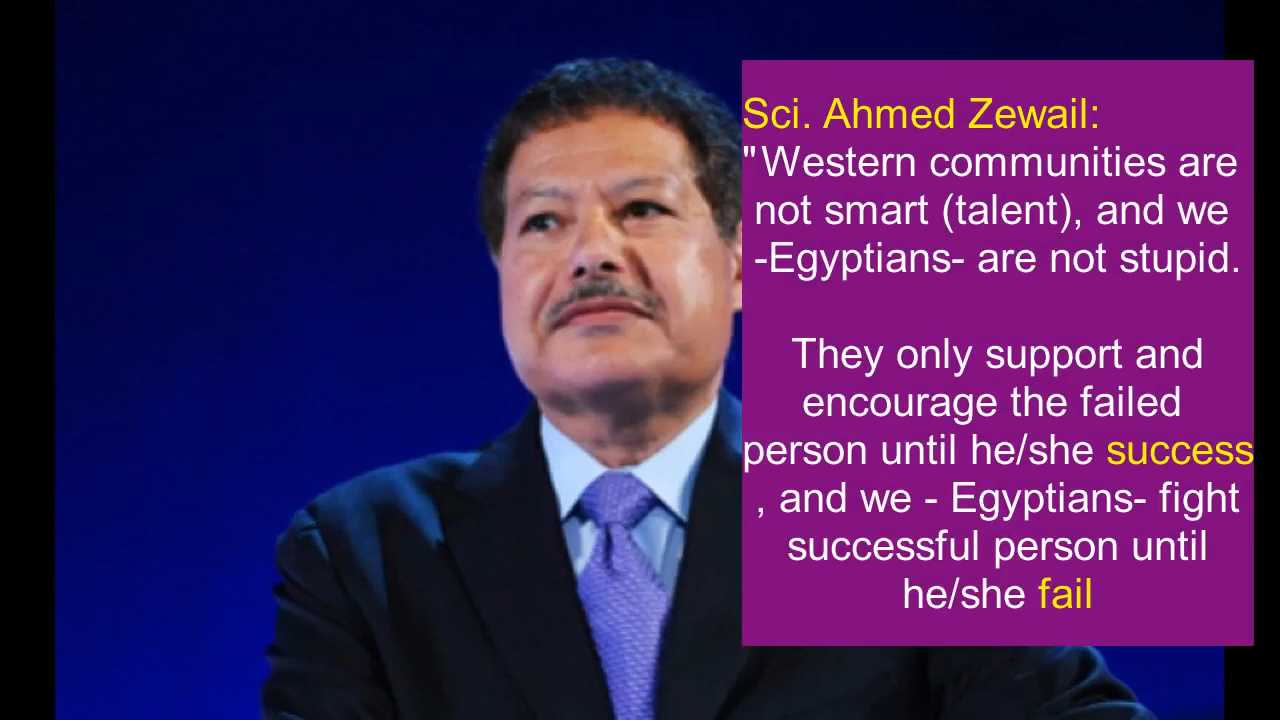 Sci. Ahmed Zewail:
"Western communities are
not smart (talent), and we
-Egyptians- are not stupid.
They only support and
encourage the failed
person until he/she success
, and we - Egyptians- fight
successful person until
he/she fail